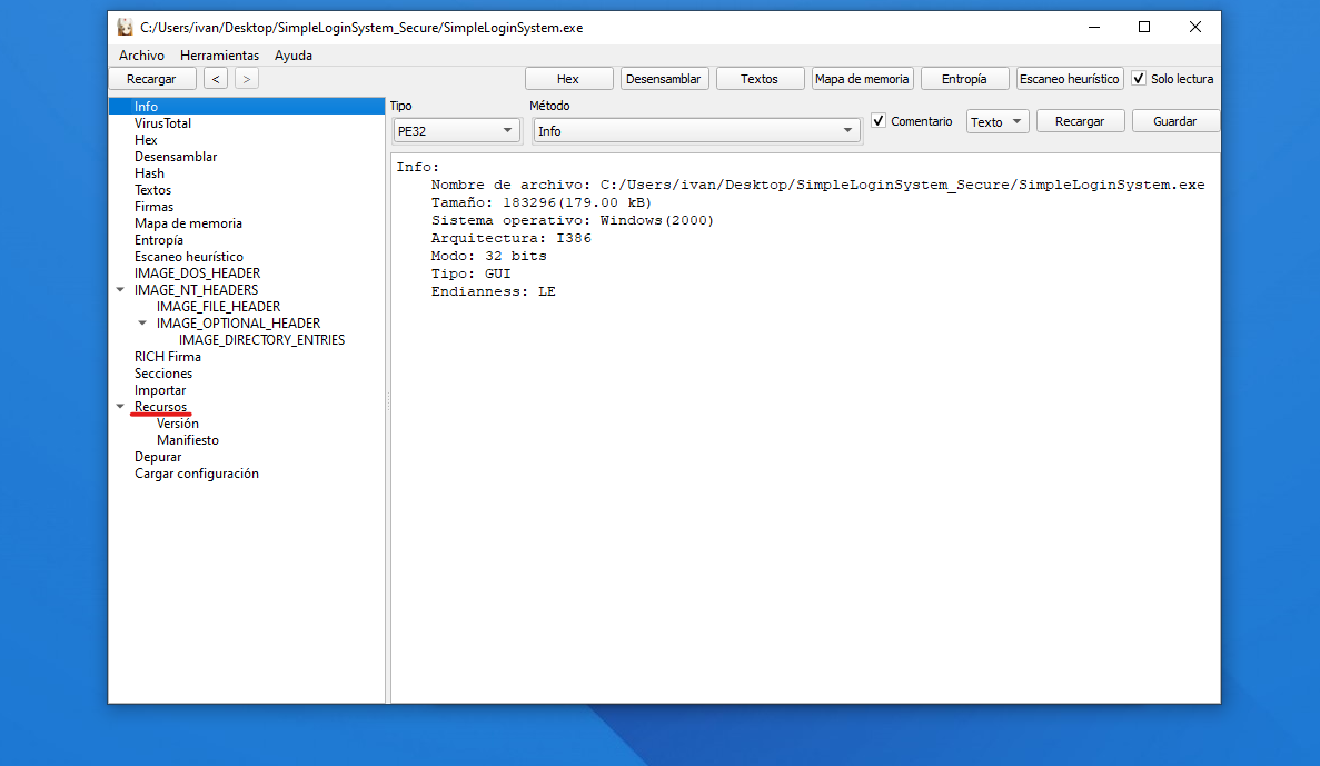 C:/Users/ivan/Desktop/SimpleLoginSystem_Secure/SimpleLoginSystem.exe
Archivo Herramientas Ayuda
Recargar < > Hex Desensamblar Textos Mapa de memoria Entropía Escaneo heurístico Solo lectura
Info
VirusTotal
Hex
Desensamblar
Hash
Textos
Firmas
Mapa de memoria
Entropía
Escaneo heurístico
IMAGE_DOS_HEADER
IMAGE_NT_HEADERS
IMAGE_FILE_HEADER
IMAGE_OPTIONAL_HEADER
IMAGE_DIRECTORY_ENTRIES
RICH Firma
Secciones
Importar
Recursos
Versión
Manifiesto
Depurar
Cargar configuración
Tipo Método
PE32 Info Comentario Texto Recargar Guardar
Info:
Nombre de archivo: C:/Users/ivan/Desktop/SimpleLoginSystem_Secure/SimpleLoginSystem.exe
Tamaño: 183296(179.00 kB)
Sistema operativo: Windows(2000)
Arquitectura: I386
Modo: 32 bits
Tipo: GUI
Endianness: LE